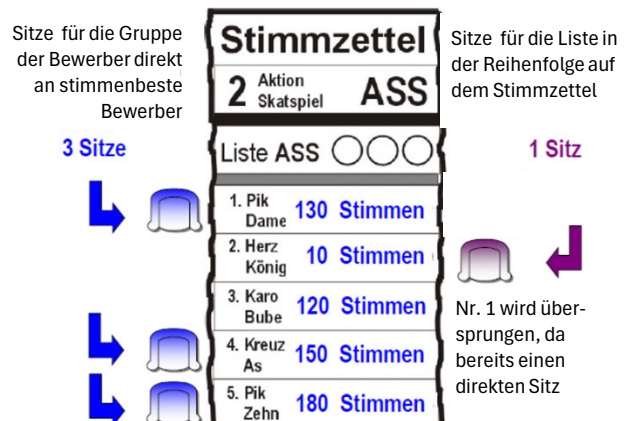 Sitze für die Gruppe
der Bewerber direkt
an stimmenbeste
Bewerber
Stimmzettel
2 Aktion
Skatspiel
ASS
Sitze für die Liste in
der Reihenfolge auf
dem Stimmzettel
3 Sitze
Liste ASS
1 Sitz
1. Pik
Dame
130 Stimmen
2. Herz
König
10 Stimmen
3. Karo
Bube
120 Stimmen
4. Kreuz
As
150 Stimmen
5. Pik
Zehn
180 Stimmen
Nr. 1 wird über-
sprungen, da
bereits einen
direkten Sitz